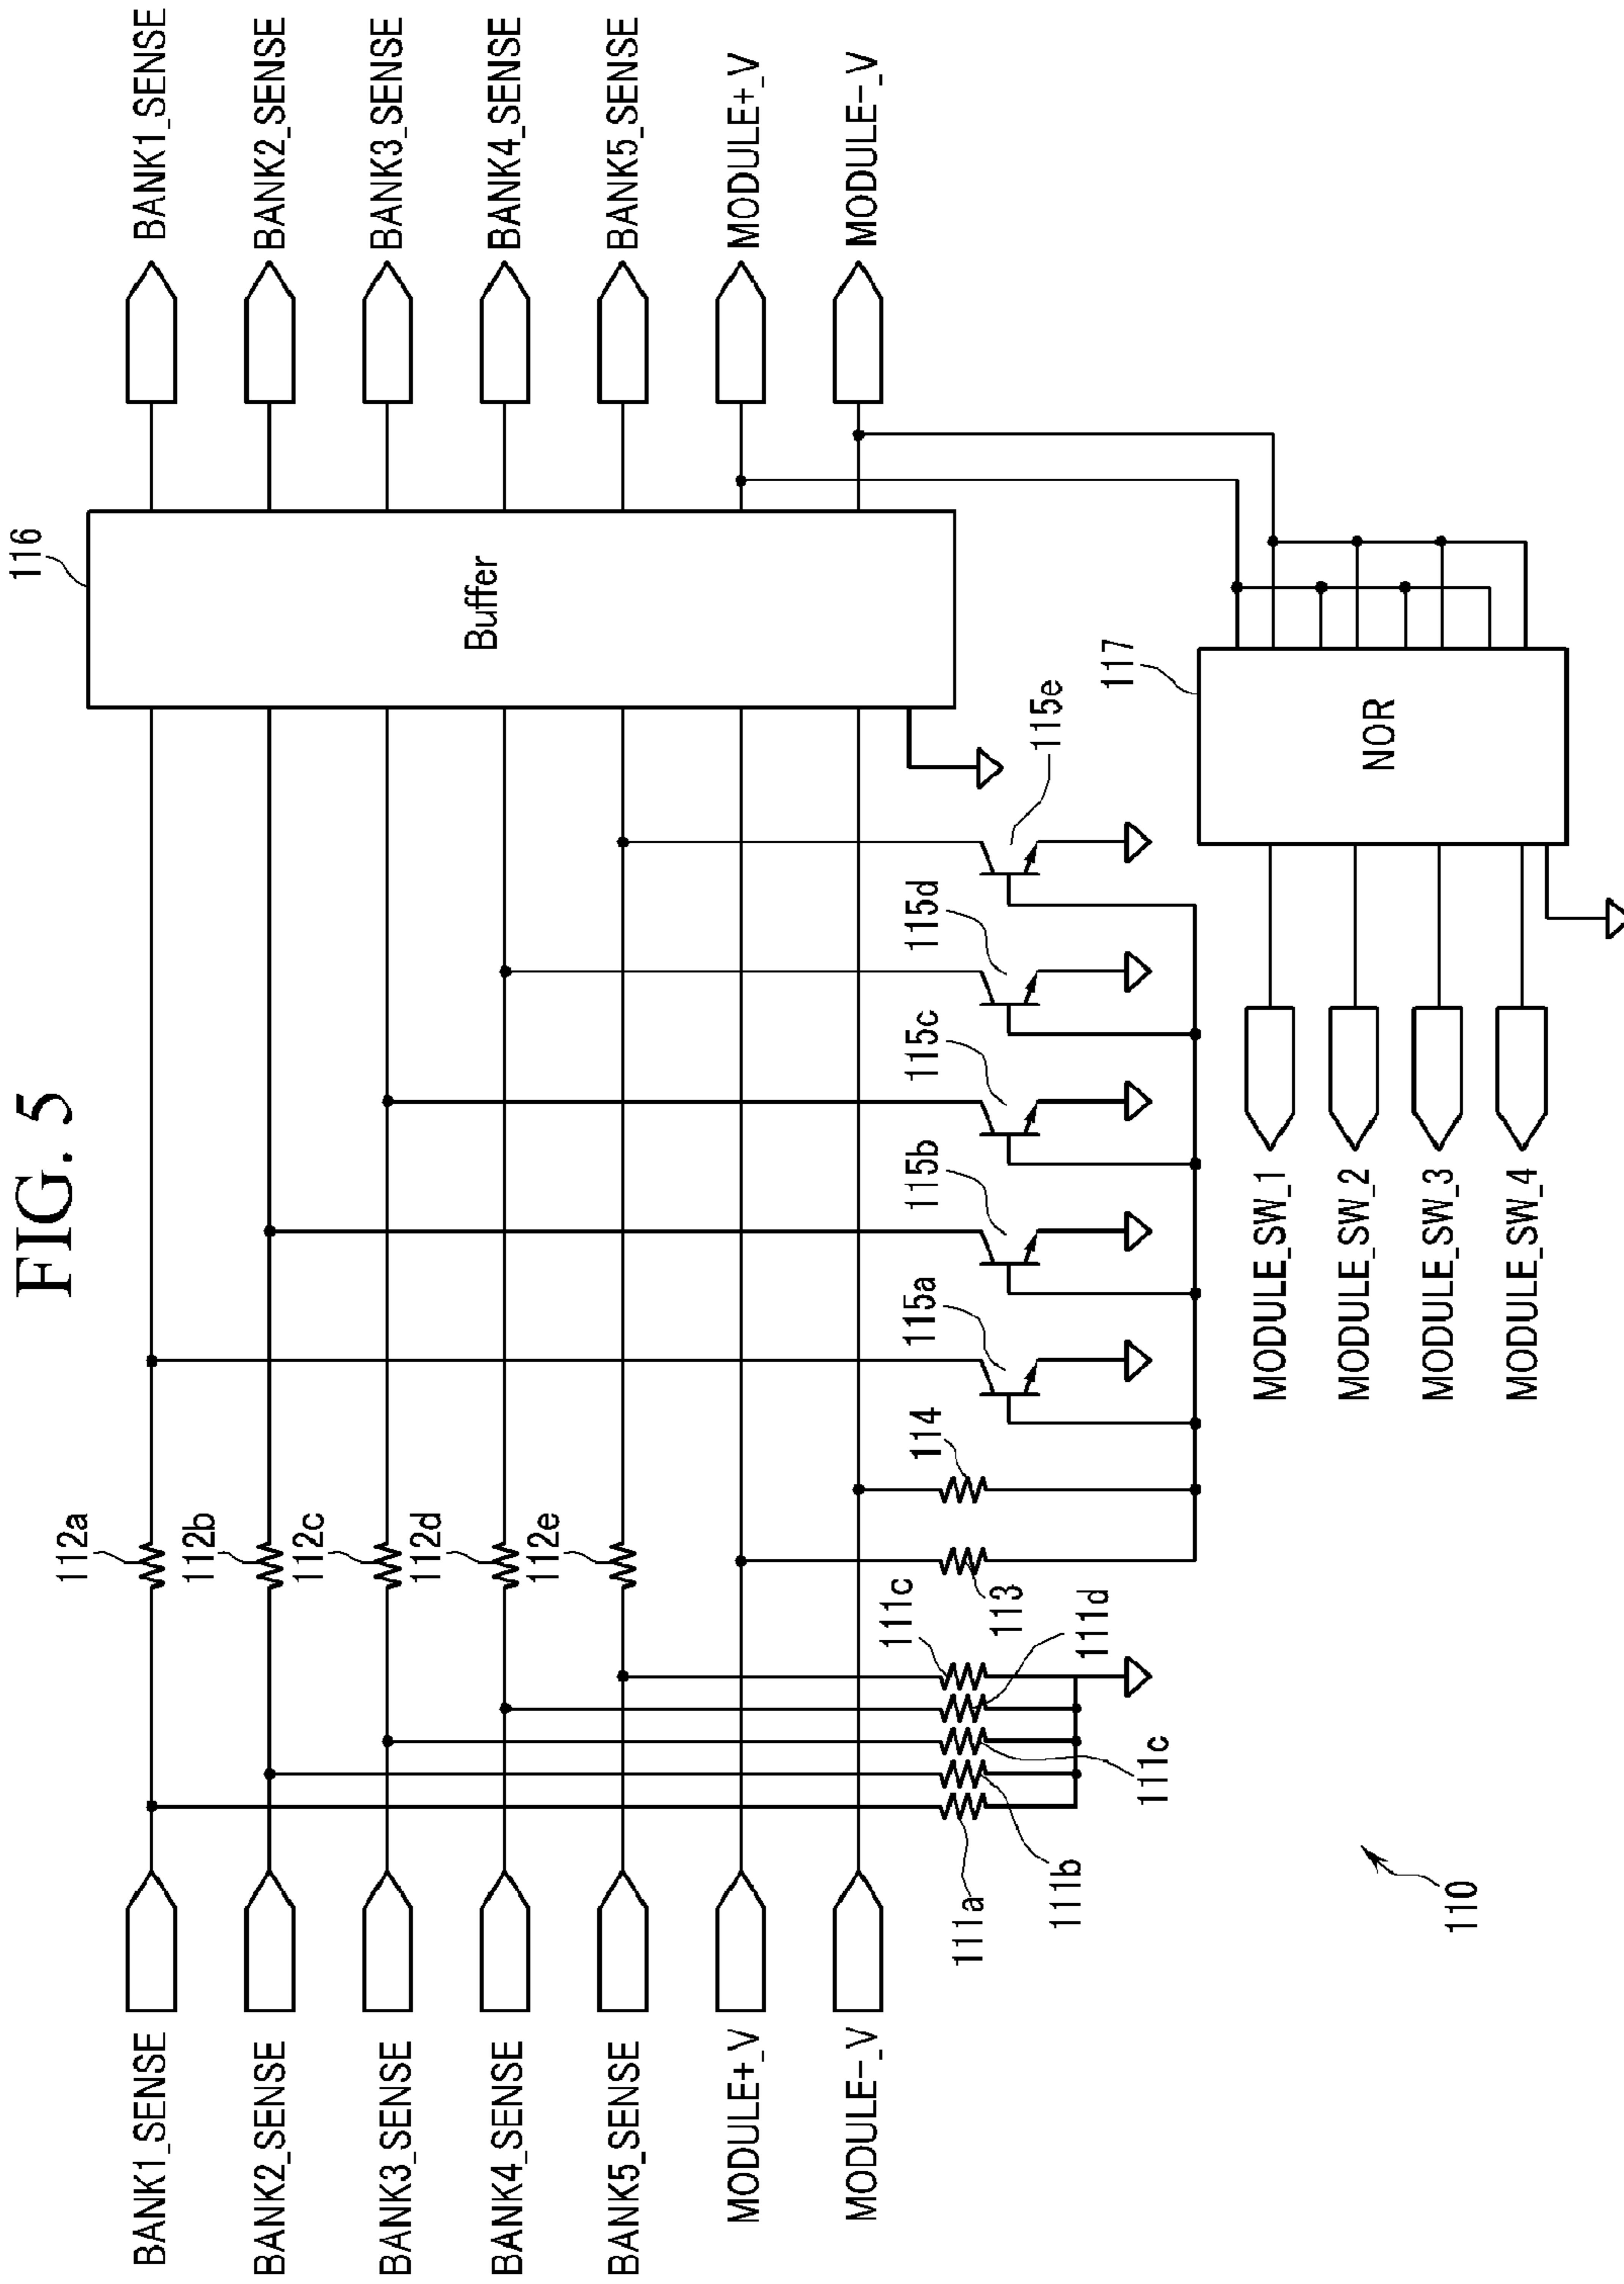 FIG. 5
BANK1_SENSE
BANK2_SENSE
BANK3_SENSE
BANK4_SENSE
BANK5_SENSE
MODULE+_V
MODULE-_V
112a
112b
112c
112d
112e
111a
111b
111c
111d
111c
113
114
115a
115b
115c
115d
115e
116
Buffer
BANK1_SENSE
BANK2_SENSE
BANK3_SENSE
BANK4_SENSE
BANK5_SENSE
MODULE+_V
MODULE-_V
117
NOR
MODULE_SW_1
MODULE_SW_2
MODULE_SW_3
MODULE_SW_4
110